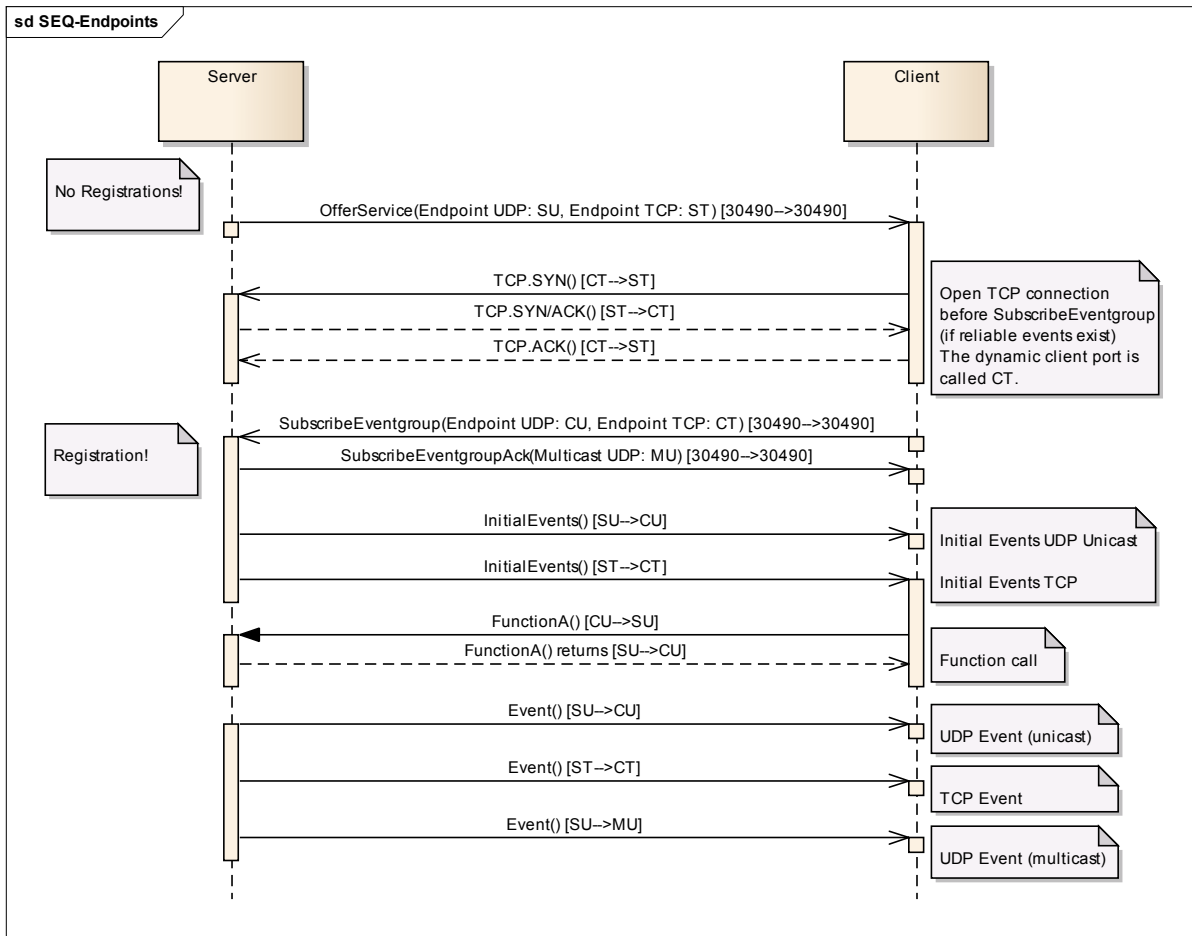 sd SEQ-Endpoints
Server
Client
No Registrations!
OfferService(Endpoint UDP: SU, Endpoint TCP: ST) [30490-->30490]
TCP.SYN() [CT-->ST]
TCP.SYN/ACK() [ST-->CT]
TCP.ACK() [CT-->ST]
Open TCP connection
before SubscribeEventgroup
(if reliable events exist)
The dynamic client port is
called CT.
SubscribeEventgroup(Endpoint UDP: CU, Endpoint TCP: CT) [30490-->30490]
Registration!
SubscribeEventgroupAck(Multicast UDP: MU) [30490-->30490]
InitialEvents() [SU-->CU]
Initial Events UDP Unicast
InitialEvents() [ST-->CT]
Initial Events TCP
FunctionA() [CU-->SU]
FunctionA() returns [SU-->CU]
Function call
Event() [SU-->CU]
UDP Event (unicast)
Event() [ST-->CT]
TCP Event
Event() [SU-->MU]
UDP Event (multicast)